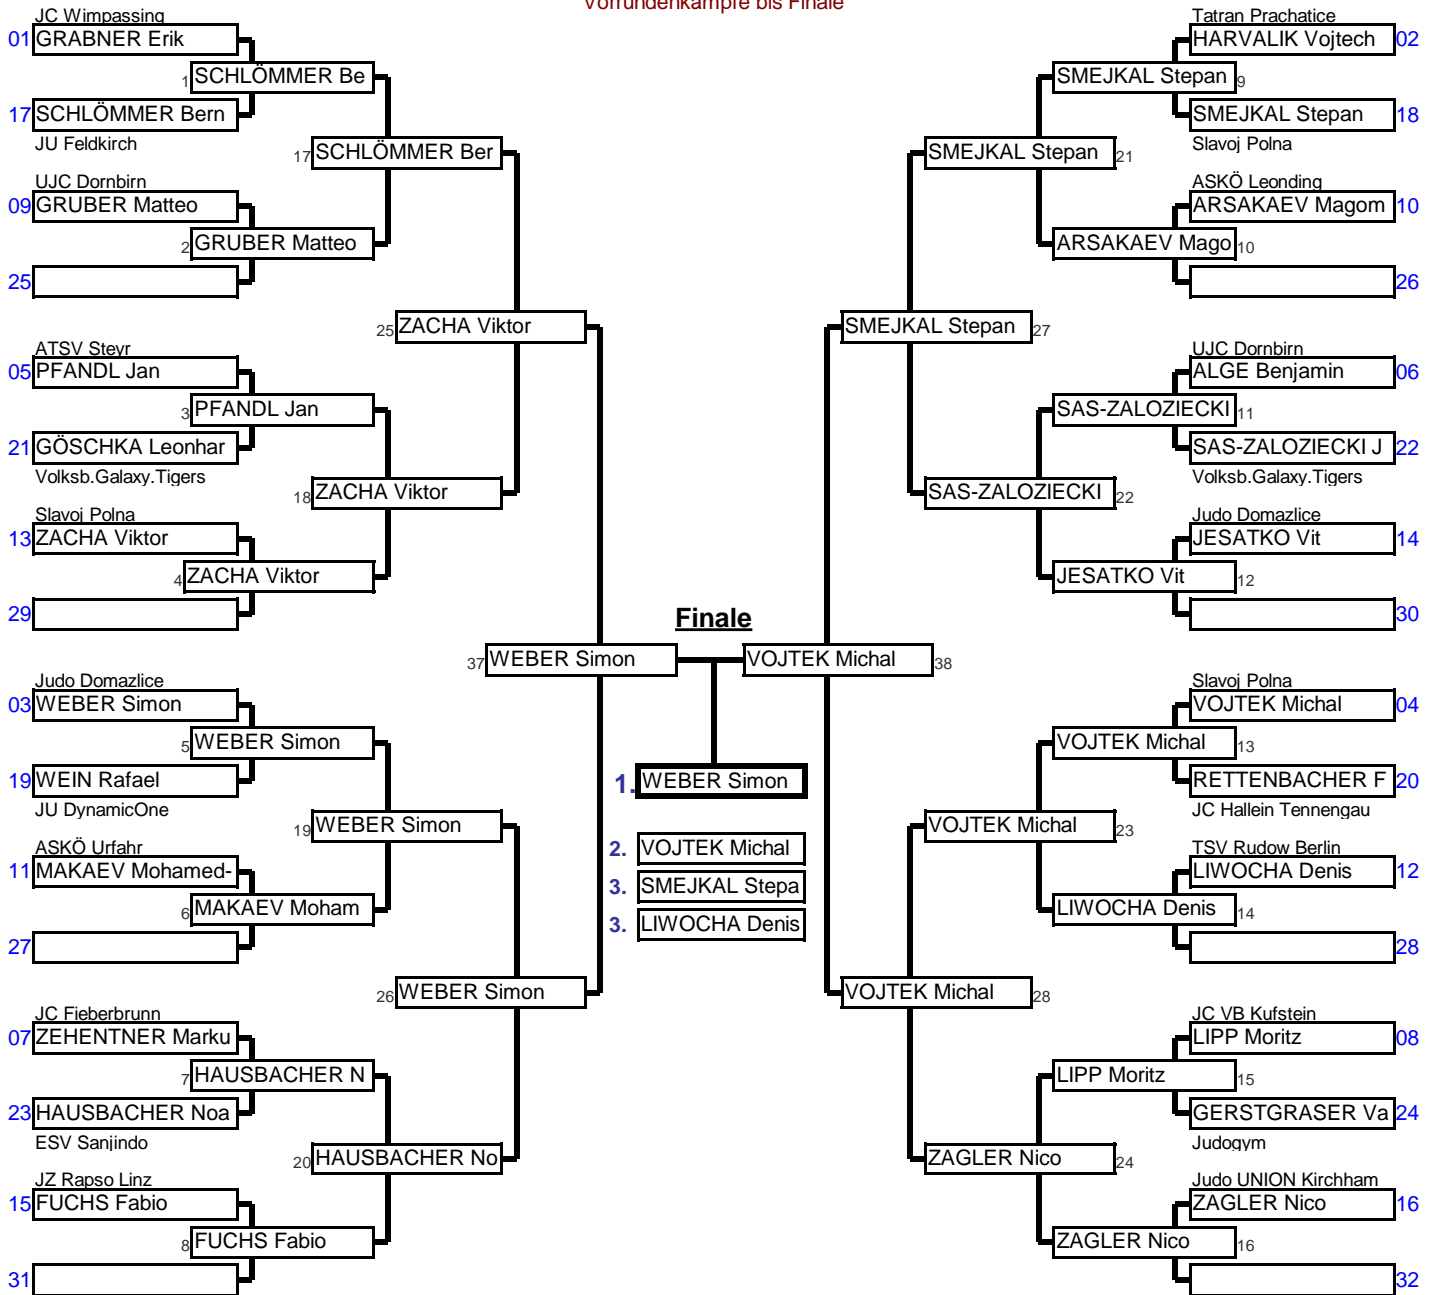 Vorrundenkämpfe bis Finale
JC Wimpassing
01 GRABNER Erik
1 SCHLÖMMER Be
17 SCHLÖMMER Bern
JU Feldkirch
17 SCHLÖMMER Ber
UJC Dornbirn
09 GRUBER Matteo
2 GRUBER Matteo
25
25 ZACHA Viktor
ATSV Steyr
05 PFANDL Jan
3 PFANDL Jan
21 GÖSCHKA Leonhar
Volksb.Galaxy.Tigers
18 ZACHA Viktor
Slavoj Polna
13 ZACHA Viktor
4 ZACHA Viktor
29
37 WEBER Simon
Judo Domazlice
03 WEBER Simon
5 WEBER Simon
19 WEIN Rafael
JU DynamicOne
19 WEBER Simon
ASKÖ Urfahr
11 MAKAEV Mohamed-
6 MAKAEV Moham
27
26 WEBER Simon
JC Fieberbrunn
07 ZEHENTNER Marku
7 HAUSBACHER N
23 HAUSBACHER Noa
ESV Sanjindo
20 HAUSBACHER No
JZ Rapso Linz
15 FUCHS Fabio
8 FUCHS Fabio
31
Finale
1. WEBER Simon
2. VOJTEK Michal
3. SMEJKAL Stepa
3. LIWOCHA Denis
Tatran Prachatice
HARVALIK Vojtech 02
SMEJKAL Stepan 9
SMEJKAL Stepan 18
Slavoj Polna
SMEJKAL Stepan 21
ASKÖ Leonding
ARSAKAEV Magom 10
ARSAKAEV Mago 10
26
SMEJKAL Stepan 27
UJC Dornbirn
ALGE Benjamin 06
SAS-ZALOZIECKI 11
SAS-ZALOZIECKI J 22
Volksb.Galaxy.Tigers
SAS-ZALOZIECKI 22
Judo Domazlice
JESATKO Vit 14
JESATKO Vit 12
30
VOJTEK Michal 38
Slavoj Polna
VOJTEK Michal 04
VOJTEK Michal 13
RETTENBACHER F 20
JC Hallein Tennengau
VOJTEK Michal 23
TSV Rudow Berlin
LIWOCHA Denis 12
LIWOCHA Denis 14
28
VOJTEK Michal 28
JC VB Kufstein
LIPP Moritz 08
LIPP Moritz 15
GERSTGRASER Va 24
Judogym
ZAGLER Nico 24
Judo UNION Kirchham
ZAGLER Nico 16
ZAGLER Nico 16
32